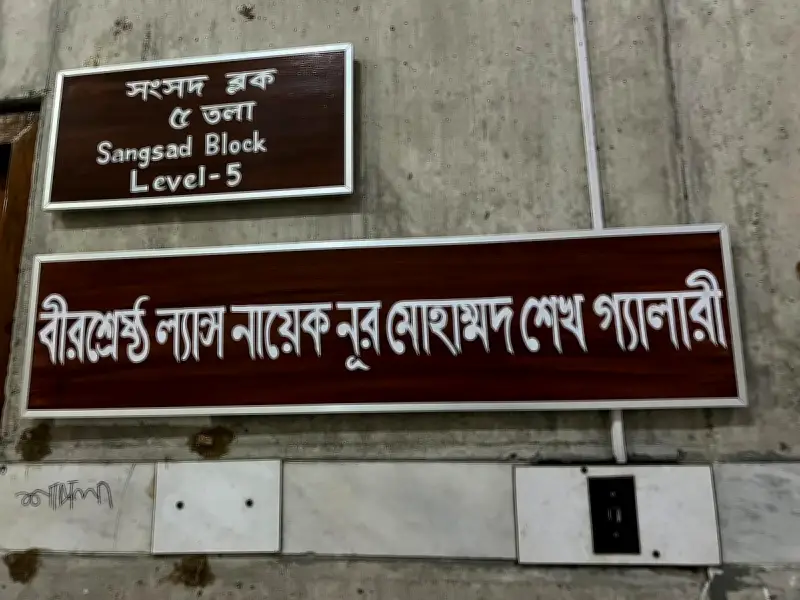 সংসদ ব্লক
৫ তলা
Sangsad Block
Level-5
বীরশ্রেষ্ঠ ল্যান্স নায়েক নূর মোহাম্মদ শেখ গ্যালারী